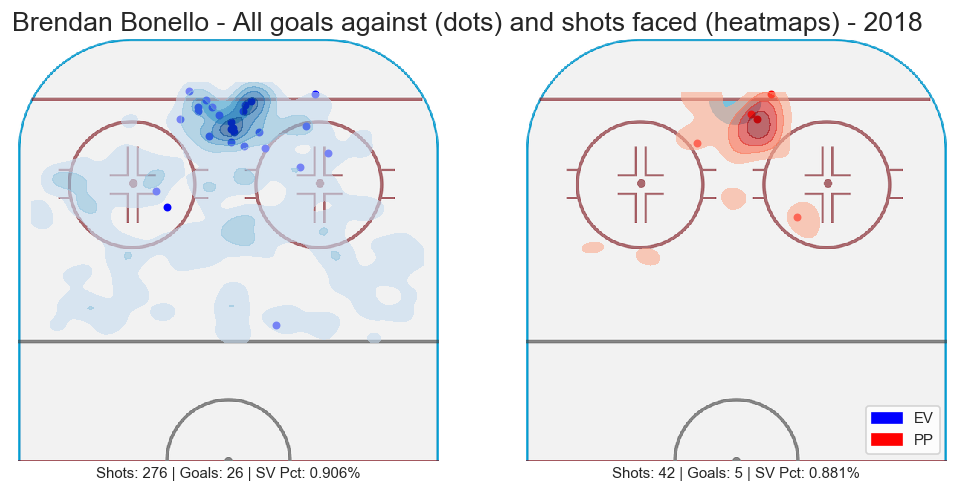 Brendan Bonello - All goals against (dots) and shots faced (heatmaps) - 2018
EV
PP
Shots: 276 | Goals: 26 | SV Pct: 0.906%
Shots: 42 | Goals: 5 | SV Pct: 0.881%